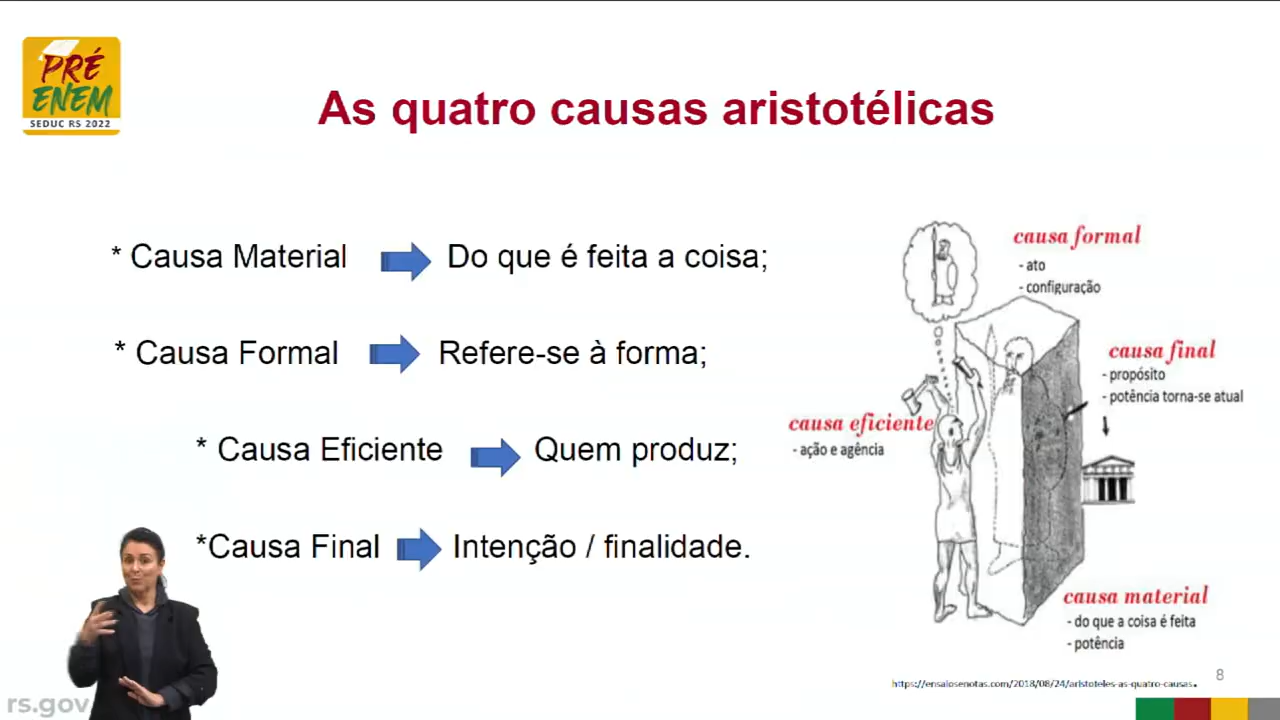 PRÉ
ENEM
SEDUC RS 2022
As quatro causas aristotélicas
* Causa Material Do que é feita a coisa;
* Causa Formal Refere-se à forma;
* Causa Eficiente Quem produz;
*Causa Final Intenção / finalidade.
causa formal
- ato
- configuração
causa final
- propósito
- potência torna-se atual
causa eficiente
- ação e agência
causa material
- do que a coisa é feita
- potência
https://ensaiosenotas.com/2018/08/24/aristoteles-as-quatro-causas.
8
rs.gov